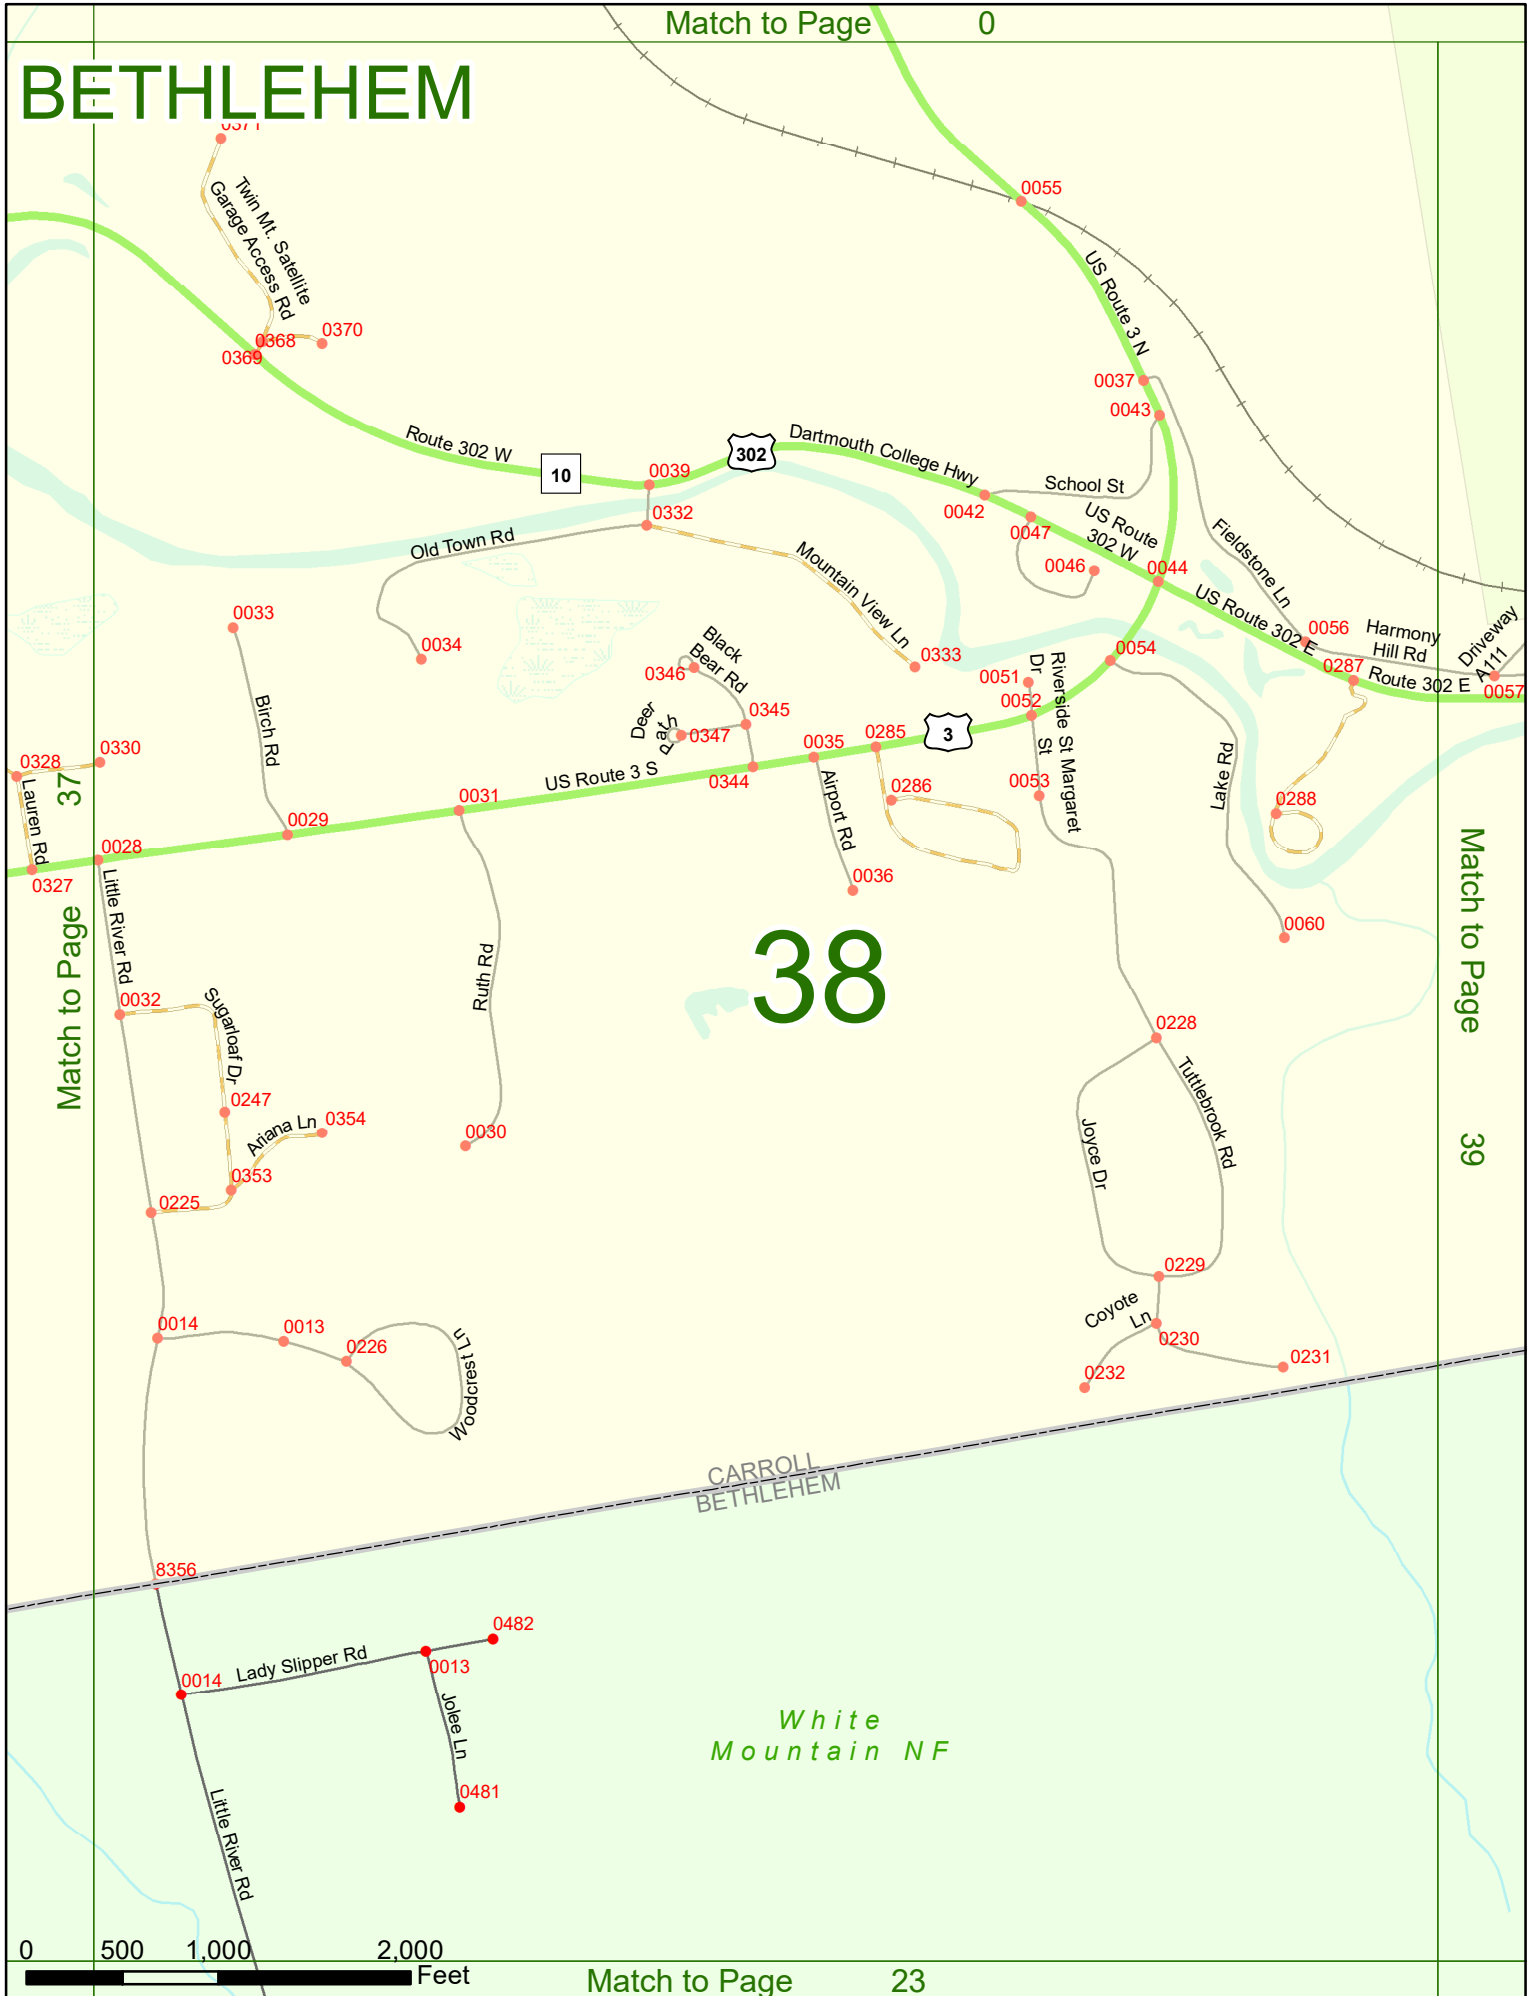 Match to Page 0
BETHLEHEM
0371
Twin Mt. Satellite
Garage Access Rd
0055
US Route 3 N
0368
0370
0369
0037
0043
Route 302 W
10
0039
302
Dartmouth College Hwy
School St
0042
0047
US Route
302 W
0332
Old Town Rd
Mountain View Ln
0046
0044
Fieldstone Ln
US Route 302 E
0056
Harmony
Hill Rd
Driveway
A111
0033
0034
Black
Bear Rd
0346
0333
0051
0054
0287
Route 302 E
0057
Birch Rd
Deer
Path
0347
0345
0052
Riverside St Margaret
Dr
St
3
0285
0035
0344
US Route 3 S
0330
0328
Lauren Rd
37
Match to Page
0031
0029
0028
0327
Airport Rd
0286
0053
Lake Rd
0288
0036
0060
Little River Rd
Ruth Rd
38
Match to Page
39
0032
Sugarloaf Dr
0247
Ariana Ln
0354
0353
0225
0030
0228
Tuttlebrook Rd
Joyce Dr
0229
Coyote
Ln
0230
0231
0232
0014
0013
0226
Woodcrest Ln
CARROLL
BETHLEHEM
8356
0482
Lady Slipper Rd
0013
0014
Jolee Ln
0481
White
Mountain NF
Little River Rd
0 500 1,000 2,000
Feet
Match to Page 23